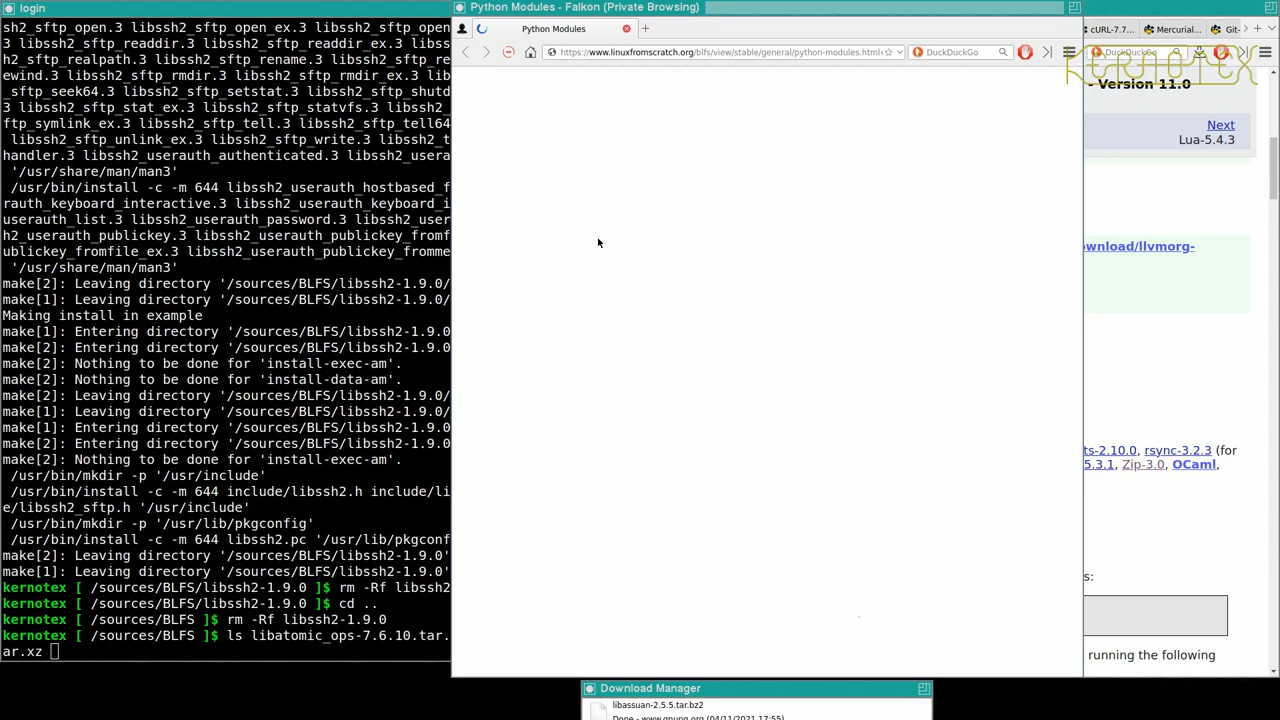 login
sh2_sftp_open.3 libssh2_sftp_open_ex.3 libssh2_sftp_open
3 libssh2_sftp_readdir.3 libssh2_sftp_readdir_ex.3 libss
h2_sftp_realpath.3 libssh2_sftp_rename.3 libssh2_sftp_re
ewind.3 libssh2_sftp_rmdir.3 libssh2_sftp_rmdir_ex.3 lib
_sftp_seek64.3 libssh2_sftp_setstat.3 libssh2_sftp_shutd
3 libssh2_sftp_stat_ex.3 libssh2_sftp_statvfs.3 libssh2_
ftp_symlink_ex.3 libssh2_sftp_tell.3 libssh2_sftp_tell64
libssh2_sftp_unlink_ex.3 libssh2_sftp_write.3 libssh2_t
handler.3 libssh2_userauth_authenticated.3 libssh2_usera
'/usr/share/man/man3'
/usr/bin/install -c -m 644 libssh2_userauth_hostbased_f
rauth_keyboard_interactive.3 libssh2_userauth_keyboard_i
userauth_list.3 libssh2_userauth_password.3 libssh2_user
h2_userauth_publickey.3 libssh2_userauth_publickey_fromf
ublickey_fromfile_ex.3 libssh2_userauth_publickey_fromme
'/usr/share/man/man3'
make[2]: Leaving directory '/sources/BLFS/libssh2-1.9.0/
make[1]: Leaving directory '/sources/BLFS/libssh2-1.9.0/
Making install in example
make[1]: Entering directory '/sources/BLFS/libssh2-1.9.0
make[2]: Entering directory '/sources/BLFS/libssh2-1.9.0
make[2]: Nothing to be done for 'install-exec-am'.
make[2]: Nothing to be done for 'install-data-am'.
make[2]: Leaving directory '/sources/BLFS/libssh2-1.9.0/
make[1]: Leaving directory '/sources/BLFS/libssh2-1.9.0/
make[1]: Entering directory '/sources/BLFS/libssh2-1.9.0
make[2]: Entering directory '/sources/BLFS/libssh2-1.9.0
make[2]: Nothing to be done for 'install-exec-am'.
/usr/bin/mkdir -p '/usr/include'
/usr/bin/install -c -m 644 include/libssh2.h include/li
e/libssh2_sftp.h '/usr/include'
/usr/bin/mkdir -p '/usr/lib/pkgconfig'
/usr/bin/install -c -m 644 libssh2.pc '/usr/lib/pkgconf
make[2]: Leaving directory '/sources/BLFS/libssh2-1.9.0'
make[1]: Leaving directory '/sources/BLFS/libssh2-1.9.0'
kernotex [ /sources/BLFS/libssh2-1.9.0 ]$ rm -Rf libssh2
kernotex [ /sources/BLFS/libssh2-1.9.0 ]$ cd ..
kernotex [ /sources/BLFS ]$ rm -Rf libssh2-1.9.0
kernotex [ /sources/BLFS ]$ ls libatomic_ops-7.6.10.tar.
ar.xz
Python Modules - Falkon (Private Browsing)
Python Modules
https://www.linuxfromscratch.org/blfs/view/stable/general/python-modules.html
DuckDuckGo
cURL-7.7...
Mercurial...
Git-
DuckDuckGo
KERNOTEX
- Version 11.0
Next
Lua-5.4.3
wnload/llvmorg-
ts-2.10.0, rsync-3.2.3 (for
5.3.1, Zip-3.0, OCaml,
s:
running the following
Download Manager
libassuan-2.5.5.tar.bz2
Done - www.gnupg.org (04/11/2021 17:55)